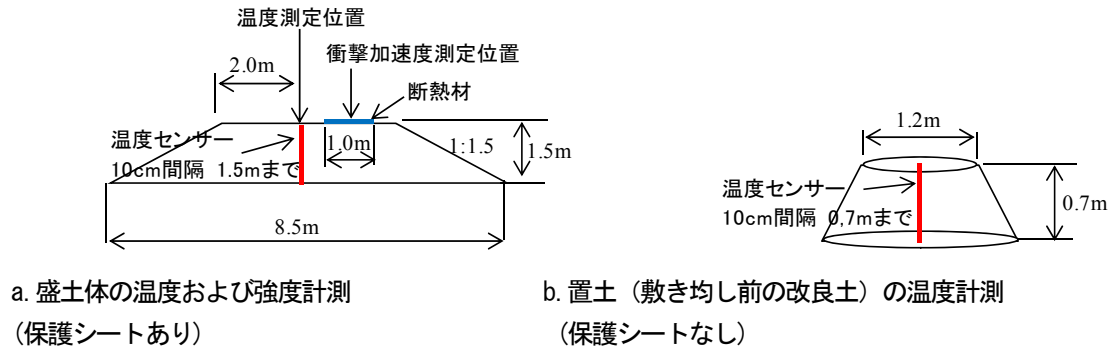 温度測定位置
衝撃加速度測定位置
2.0m
断熱材
温度センサー
10cm間隔 1.5mまで
1.0m
1:1.5
1.5m
8.5m
1.2m
温度センサー
10cm間隔 0,7mまで
0.7m
a. 盛土体の温度および強度計測
(保護シートあり)
b. 置土（敷き均し前の改良土）の温度計測
(保護シートなし)